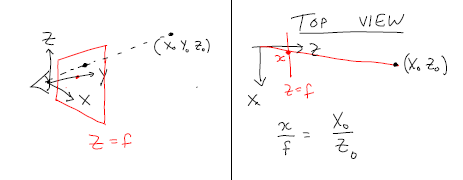 Z
(X₀ Y₀ Z₀)
Y
X
Z = f
TOP VIEW
Z
x
(X₀ Z₀)
X
Z=f
x/f = X₀/Z₀